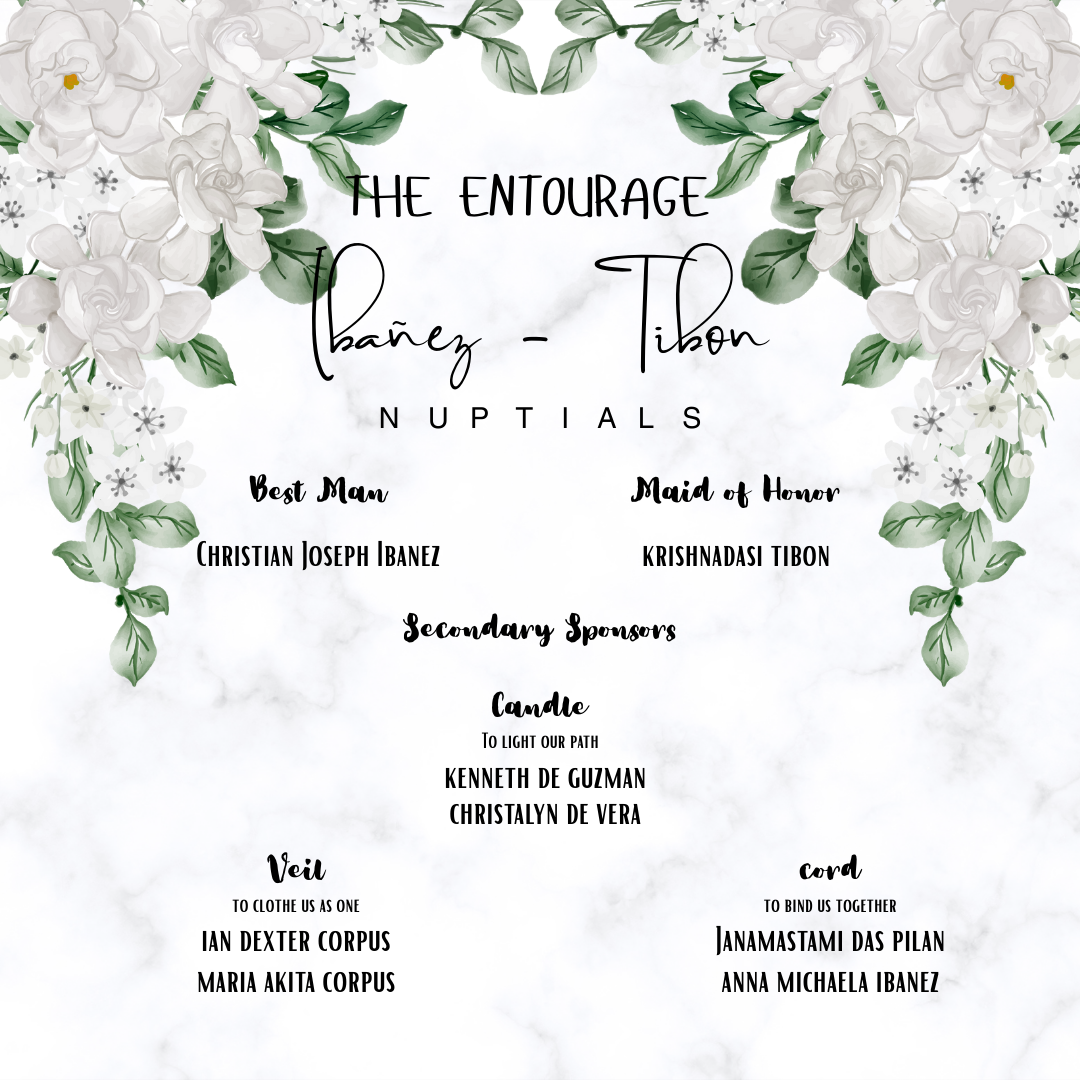 THE ENTOURAGE
Ibañez - Tibon
NUPTIALS
Best Man
Maid of Honor
Christian Joseph Ibanez
KRISHNADASI TIBON
Secondary Sponsors
Candle
To light our path
KENNETH DE GUZMAN
CHRISTALYN DE VERA
Veil
cord
TO CLOTHE US AS ONE
TO BIND US TOGETHER
IAN DEXTER CORPUS
Janamastami das pilan
MARIA AKITA CORPUS
ANNA MICHAELA IBANEZ